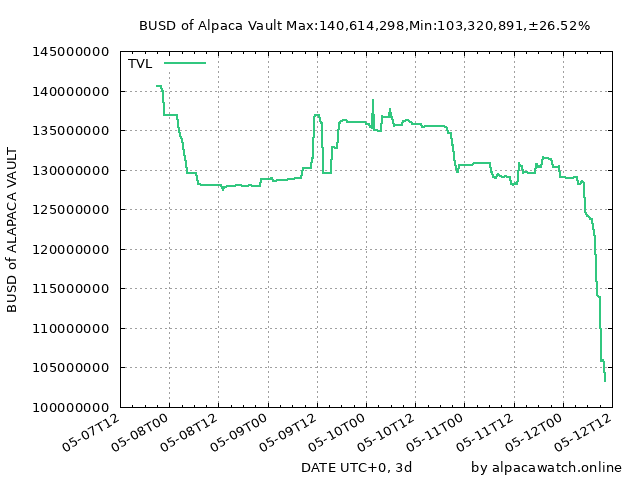 BUSD of Alpaca Vault Max:140,614,298,Min:103,320,891,±26.52%
TVL
BUSD of ALAPACA VAULT
145000000
140000000
135000000
130000000
125000000
120000000
115000000
110000000
105000000
100000000
05-07T12
05-08T00
05-08T12
05-09T00
05-09T12
05-10T00
05-10T12
05-11T00
05-11T12
05-12T00
05-12T12
DATE UTC+0, 3d
by alpacawatch.online